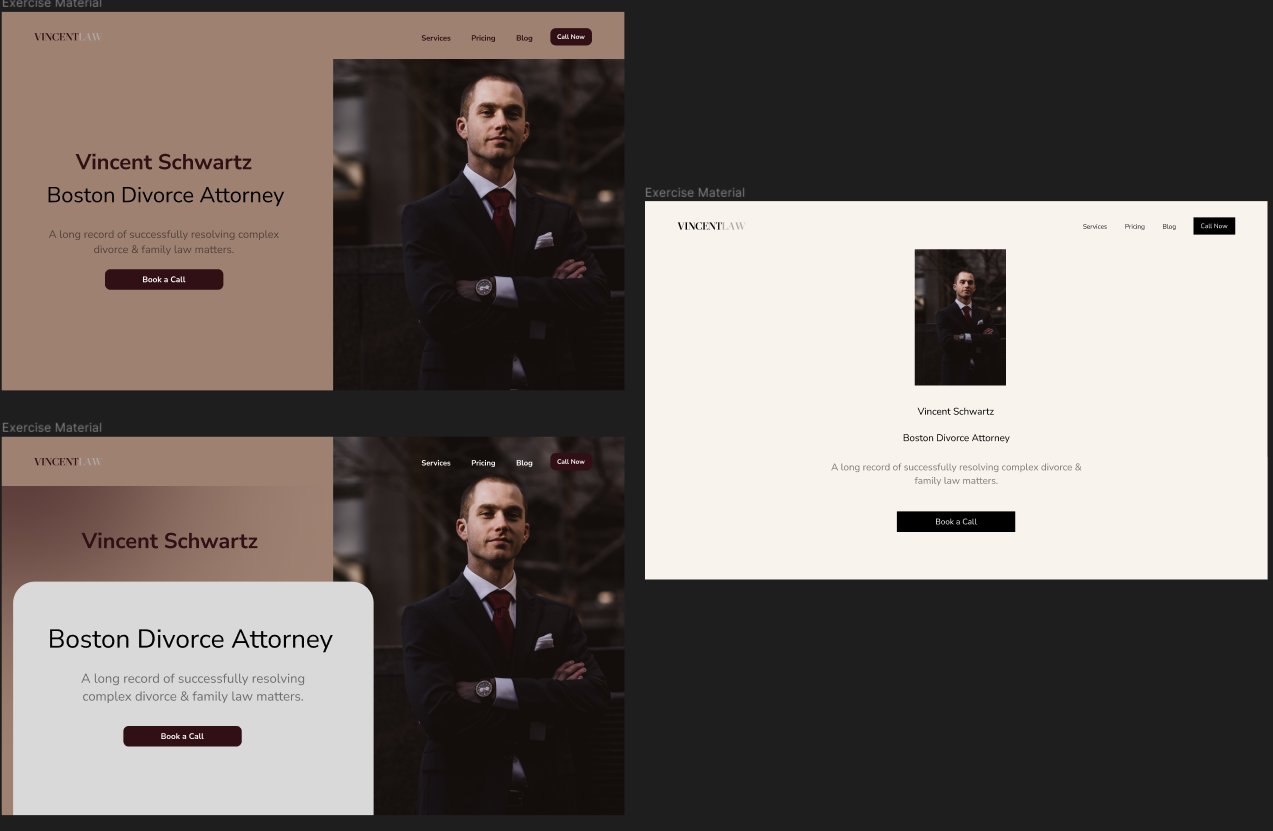 Exercise Material
VINCENTLAW
Services Pricing Blog Call Now
Vincent Schwartz
Boston Divorce Attorney
A long record of successfully resolving complex
divorce & family law matters.
Book a Call
Exercise Material
VINCENTLAW
Services Pricing Blog Call Now
Vincent Schwartz
Boston Divorce Attorney
A long record of successfully resolving
complex divorce & family law matters.
Book a Call
Exercise Material
VINCENTLAW
Services Pricing Blog Call Now
Vincent Schwartz
Boston Divorce Attorney
A long record of successfully resolving complex divorce &
family law matters.
Book a Call